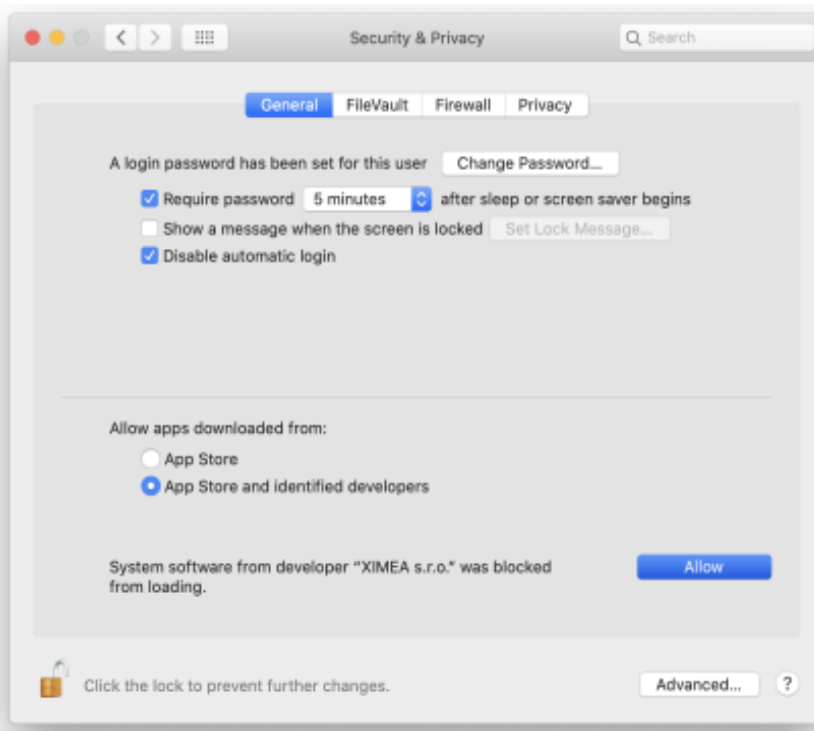 Security & Privacy
Search
General FileVault Firewall Privacy
A login password has been set for this user Change Password...
Require password 5 minutes after sleep or screen saver begins
Show a message when the screen is locked Set Lock Message...
Disable automatic login
Allow apps downloaded from:
App Store
App Store and identified developers
System software from developer “XIMEA s.r.o.” was blocked
from loading.
Allow
Click the lock to prevent further changes.
Advanced...
?